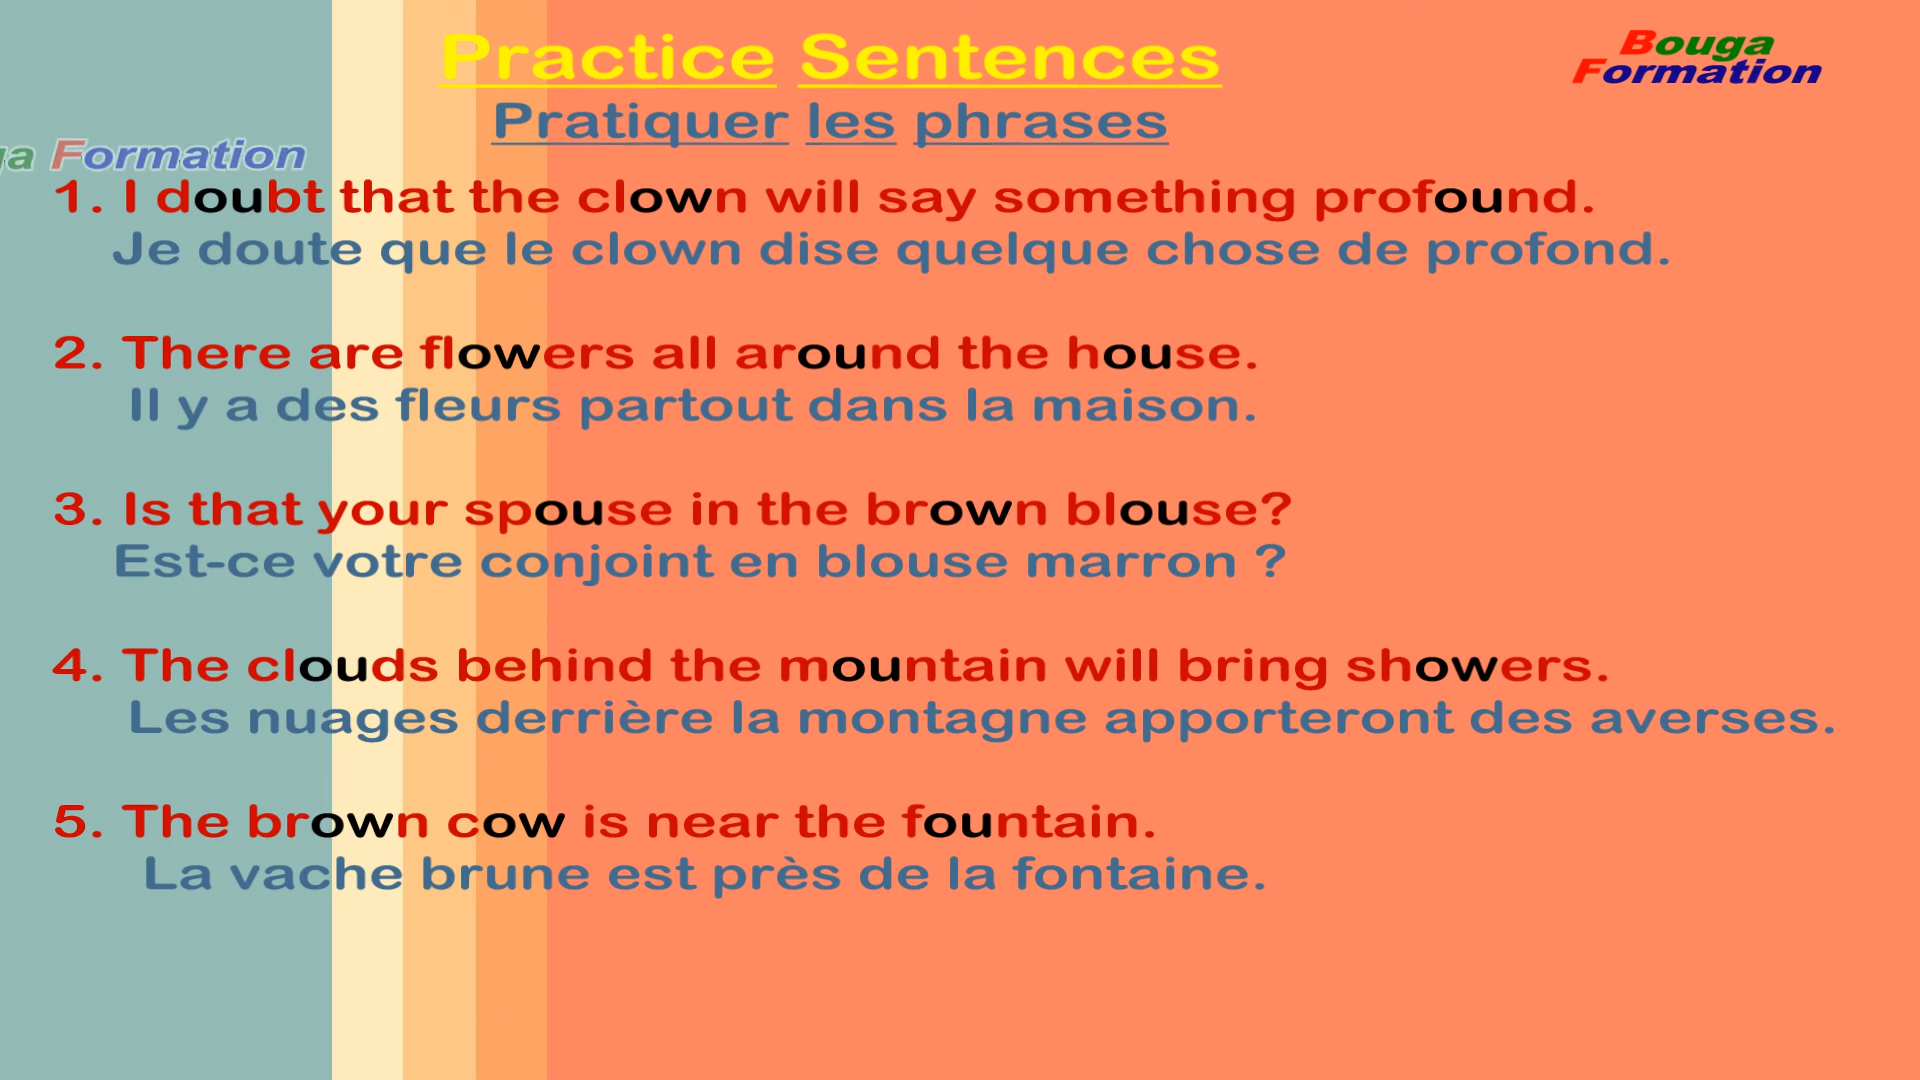 Practice Sentences
Bouga
Formation
Pratiquer les phrases
Formation
1. I doubt that the clown will say something profound.
Je doute que le clown dise quelque chose de profond.
2. There are flowers all around the house.
Il y a des fleurs partout dans la maison.
3. Is that your spouse in the brown blouse?
Est-ce votre conjoint en blouse marron ?
4. The clouds behind the mountain will bring showers.
Les nuages derrière la montagne apporteront des averses.
5. The brown cow is near the fountain.
La vache brune est près de la fontaine.